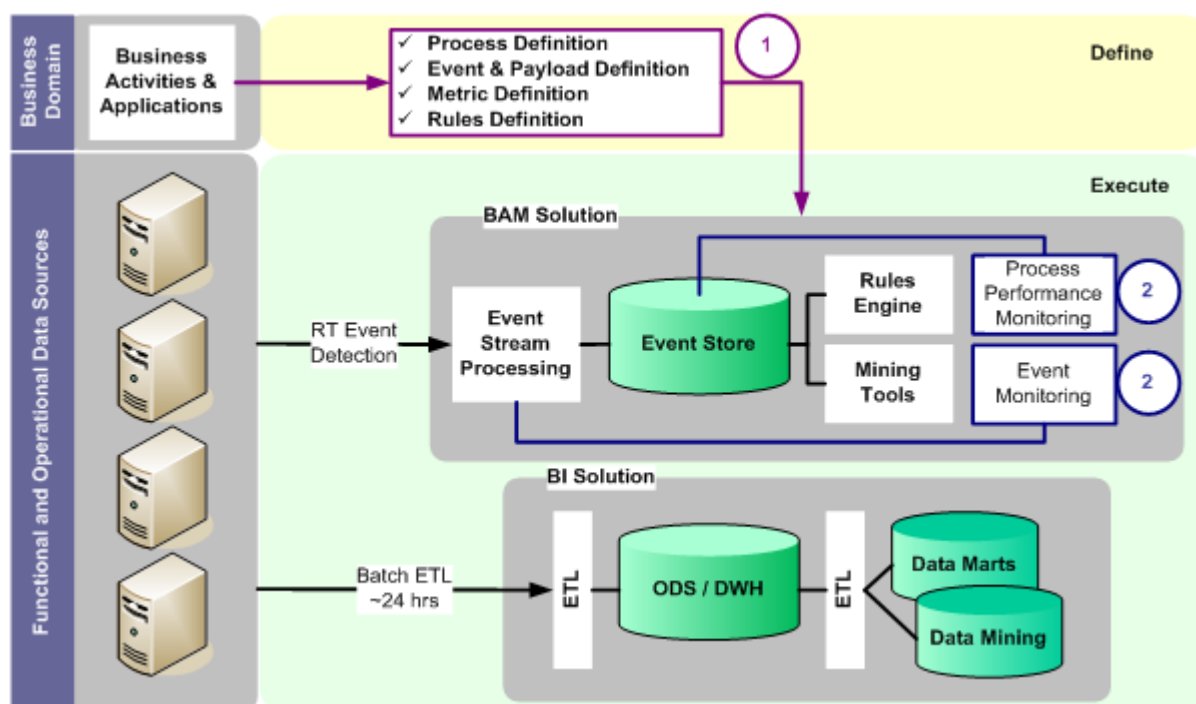 Business
Domain
Business
Activities &
Applications
✓ Process Definition
✓ Event & Payload Definition
✓ Metric Definition
✓ Rules Definition
1
Define
Functional and Operational Data Sources
Execute
BAM Solution
RT Event
Detection
Event
Stream
Processing
Event Store
Rules
Engine
Mining
Tools
Process
Performance
Monitoring
2
Event
Monitoring
2
BI Solution
Batch ETL
~24 hrs
ETL
ODS / DWH
ETL
Data Marts
Data Mining